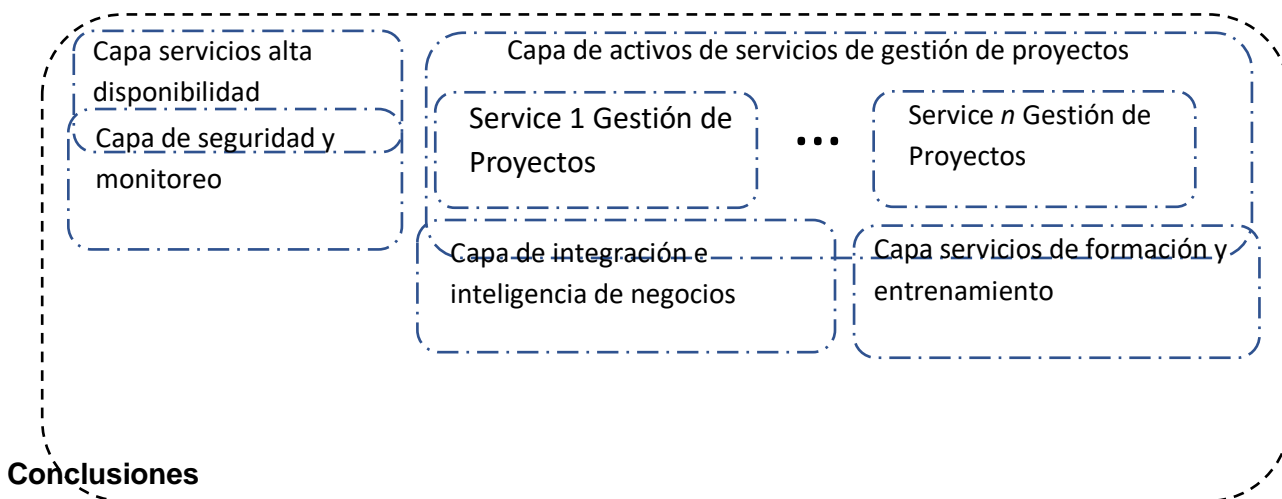 Capa servicios alta
disponibilidad
Capa de seguridad y
monitoreo
Capa de activos de servicios de gestión de proyectos
Service 1 Gestión de
Proyectos
...
Service n Gestión de
Proyectos
Capa de integración e
inteligencia de negocios
Capa servicios de formación y
entrenamiento
Conclusiones